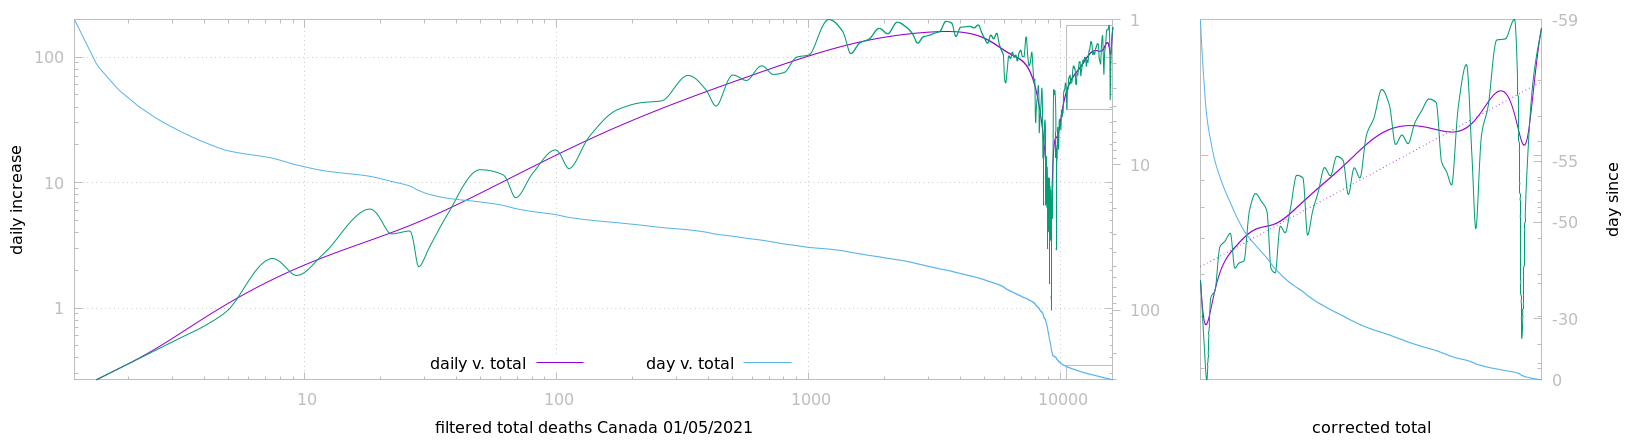 daily increase
100
10
1
10
100
1000
10000
1
10
100
daily v. total
day v. total
filtered total deaths Canada 01/05/2021
-59
-55
-50
-30
0
day since
corrected total